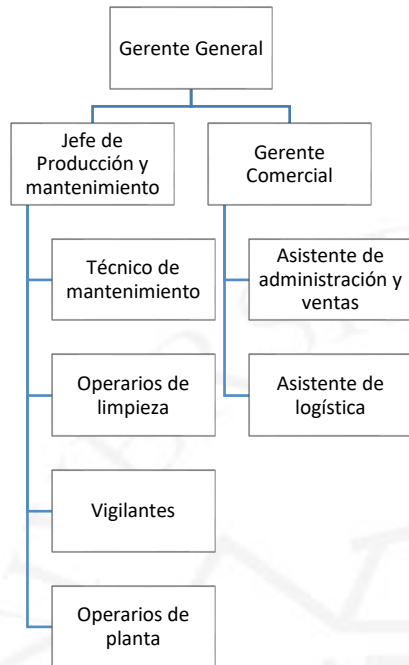 Gerente General
Jefe de
Producción y
mantenimiento
Gerente
Comercial
Técnico de
mantenimiento
Asistente de
administración y
ventas
Operarios de
limpieza
Asistente de
logística
Vigilantes
Operarios de
planta